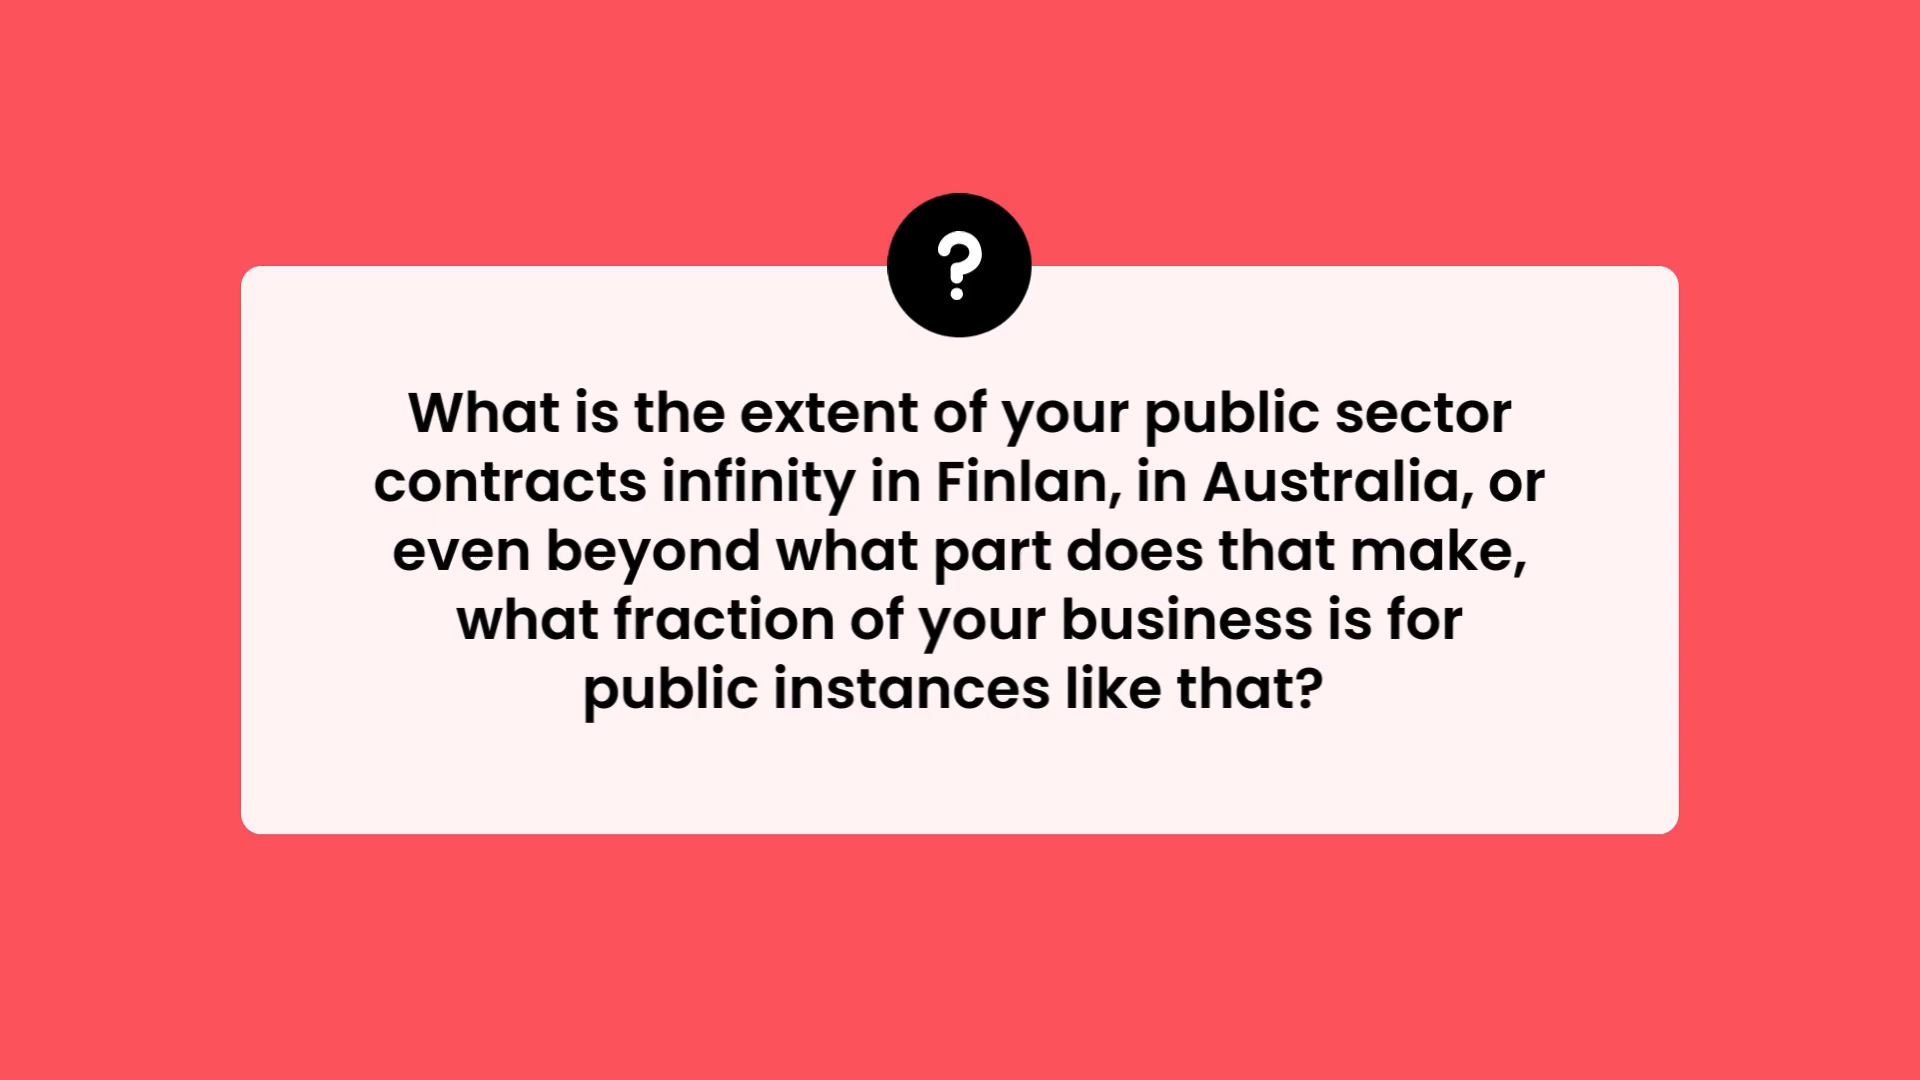 ?
What is the extent of your public sector
contracts infinity in Finlan, in Australia, or
even beyond what part does that make,
what fraction of your business is for
public instances like that?